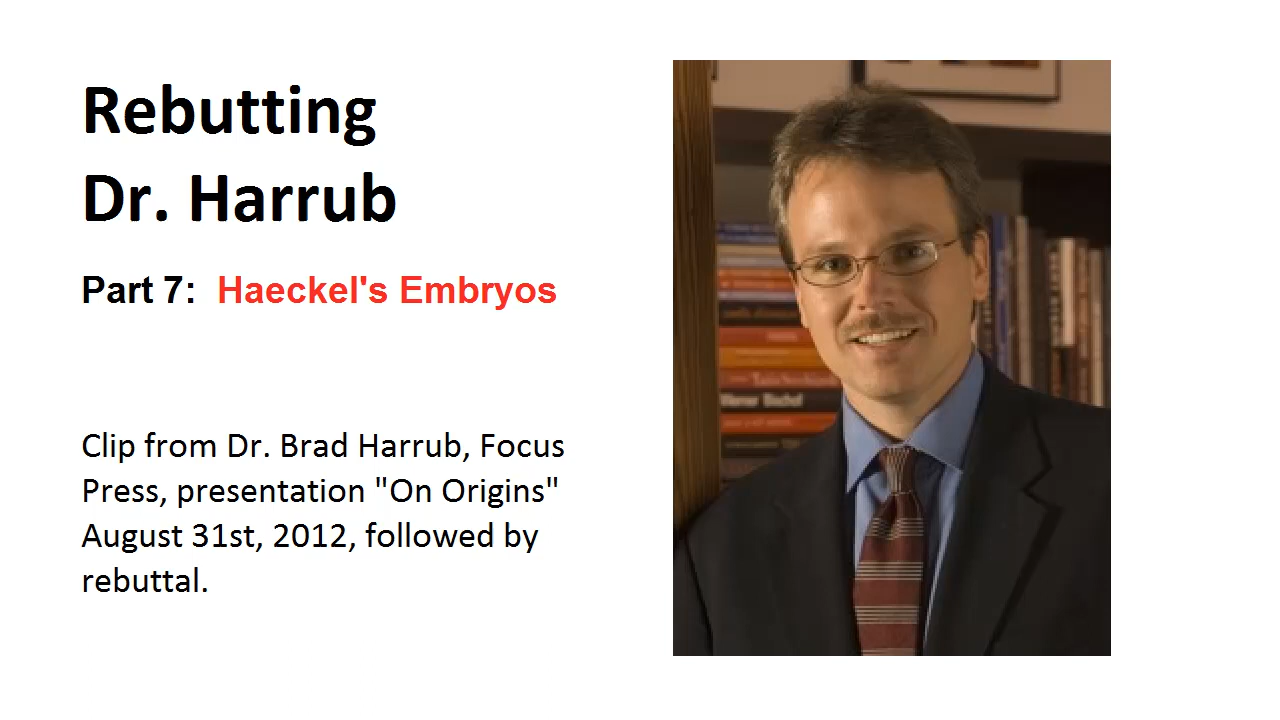 Rebutting
Dr. Harrub
Part 7: Haeckel's Embryos
Clip from Dr. Brad Harrub, Focus
Press, presentation "On Origins"
August 31st, 2012, followed by
rebuttal.